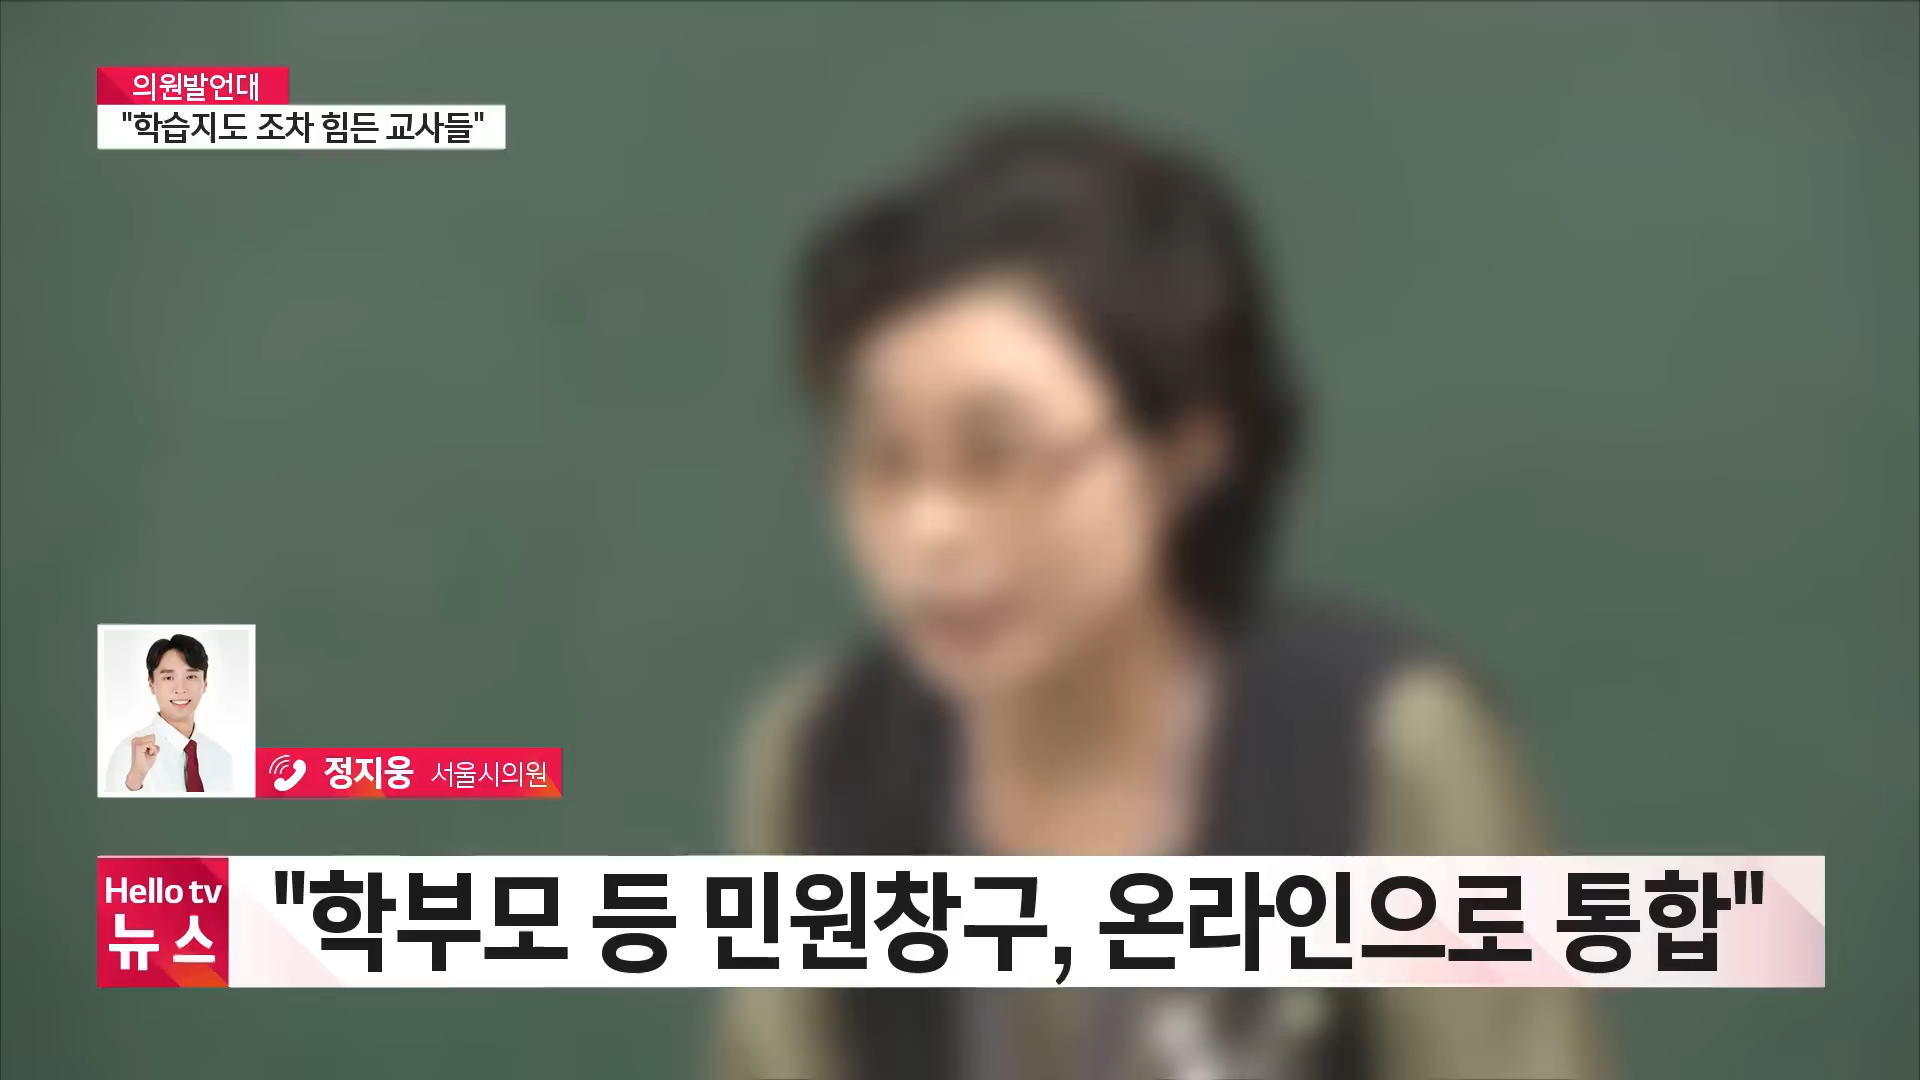 의원발언대
"학습지도 조차 힘든 교사들"
정지웅 서울시의원
Hello tv
뉴스
"학부모 등 민원창구, 온라인으로 통합"